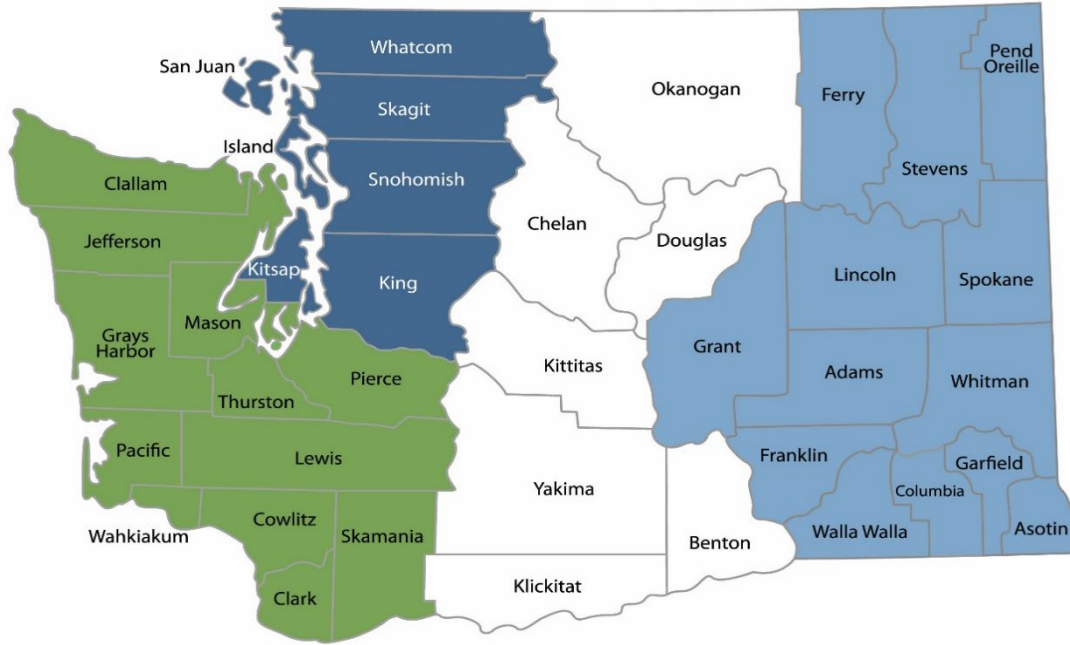 Whatcom
San Juan
Skagit
Island
Snohomish
Okanogan
Ferry
Pend
Oreille
Stevens
Clallam
Jefferson
Chelan
Douglas
Kitsap
King
Lincoln
Spokane
Mason
Grays
Harbor
Grant
Kittitas
Pierce
Adams
Whitman
Thurston
Pacific
Lewis
Franklin
Garfield
Yakima
Columbia
Wahkiakum
Cowlitz
Skamania
Benton
Walla Walla
Asotin
Klickitat
Clark